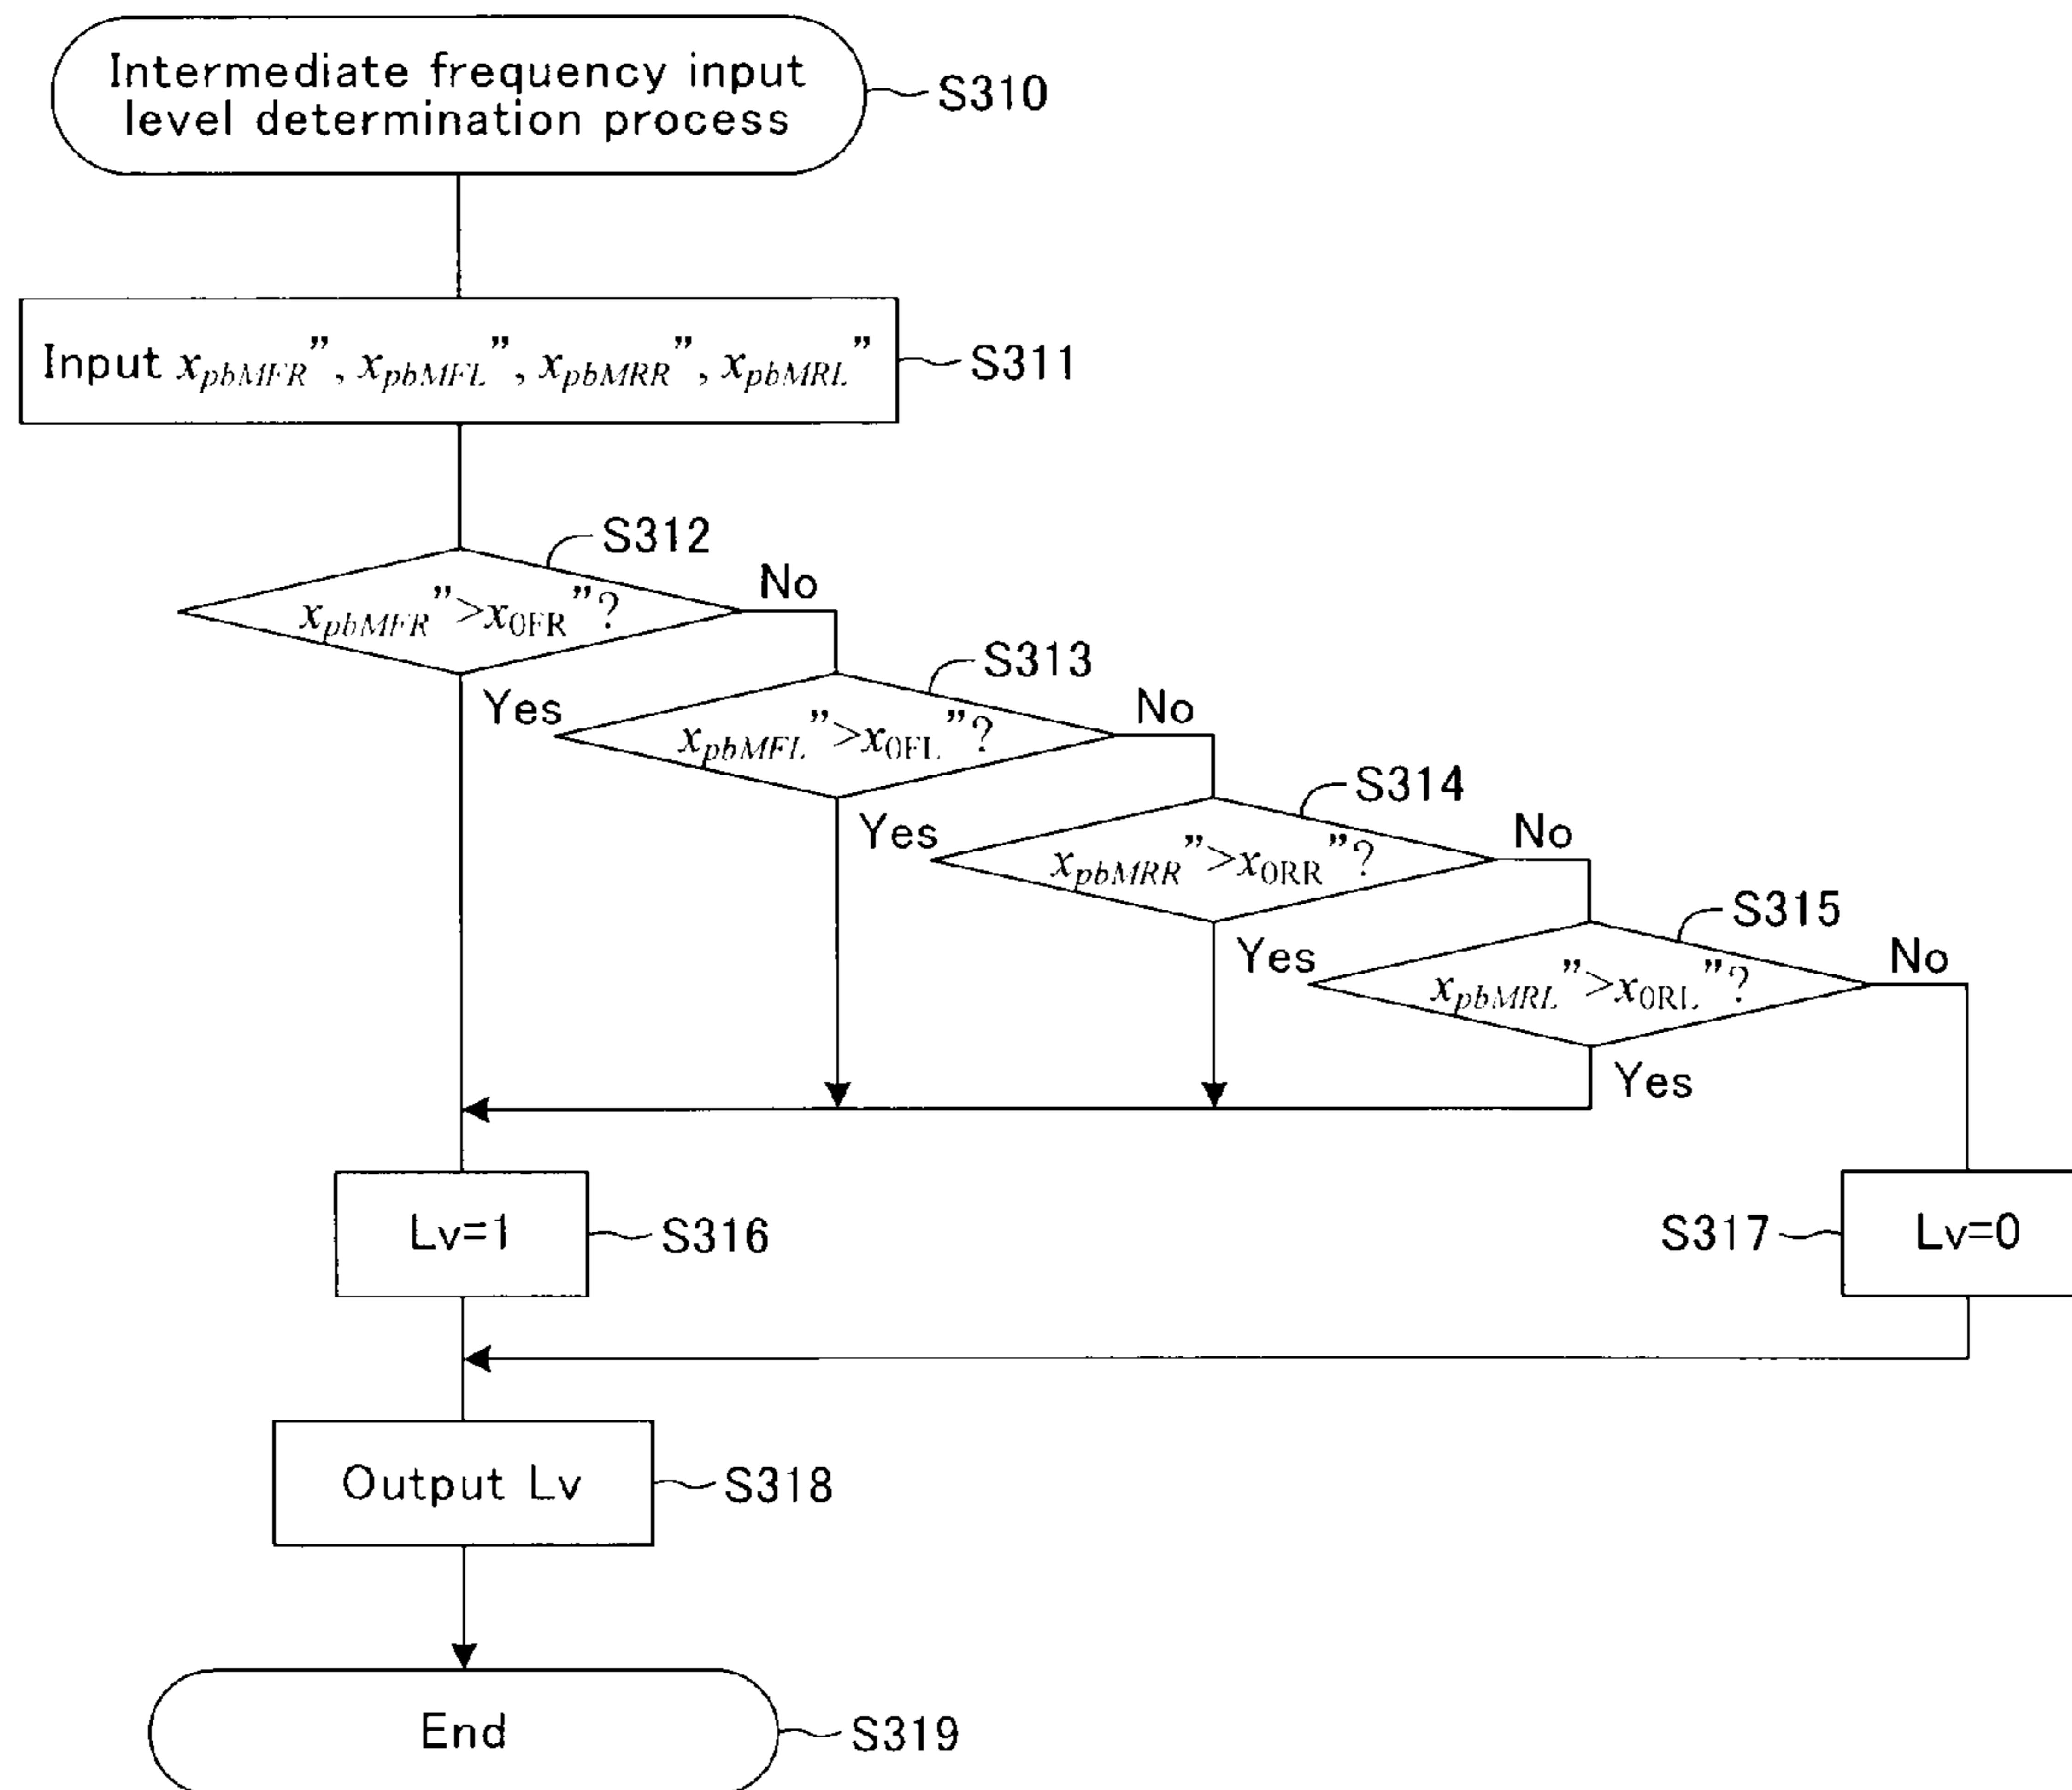 Intermediate frequency input
level determination process
S310
Input x_pbMFR", x_pbMFL", x_pbMRR", x_pbMRL"
S311
S312
x_pbMFR">x_0FR"?
No
Yes
S313
x_pbMFL">x_0FL"?
No
Yes
S314
x_pbMRR">x_0RR"?
No
Yes
S315
x_pbMRL">x_0RL"?
No
Yes
Lv=1
S316
S317
Lv=0
Output Lv
S318
End
S319